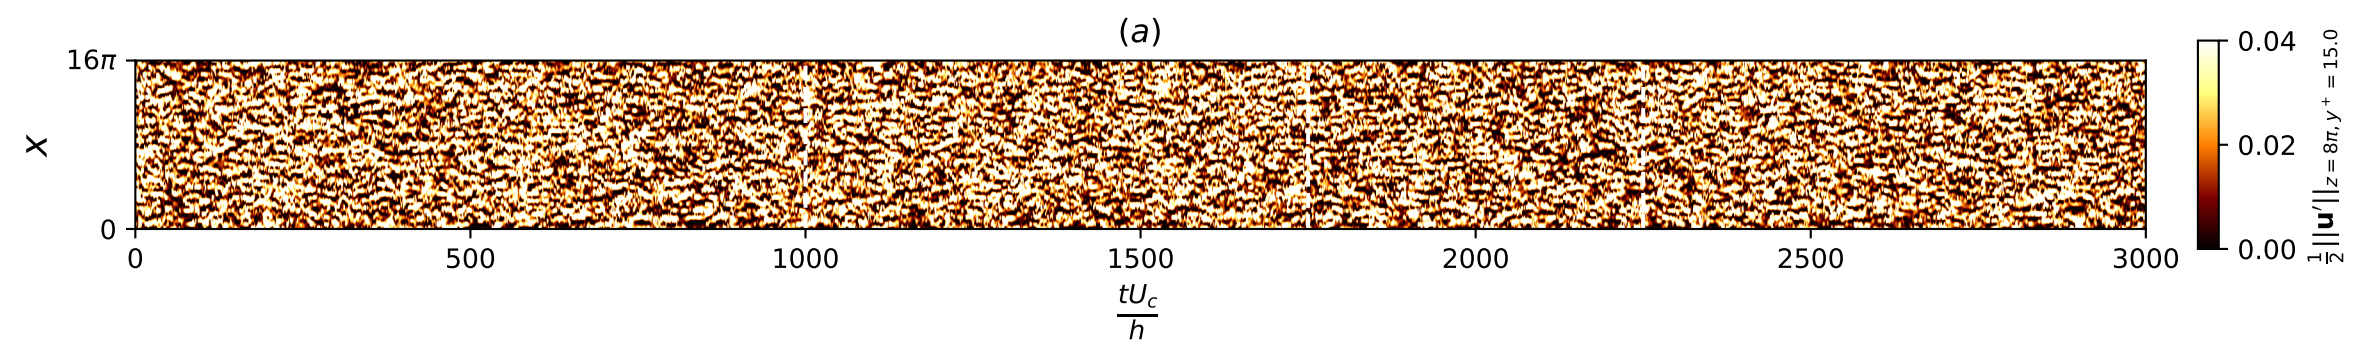 (a)
16π
x
0
0 500 1000 1500 2000 2500 3000
tU_c
h
0.04
0.02
0.00
1/2||u′||z = 8π, y⁺ = 15.0